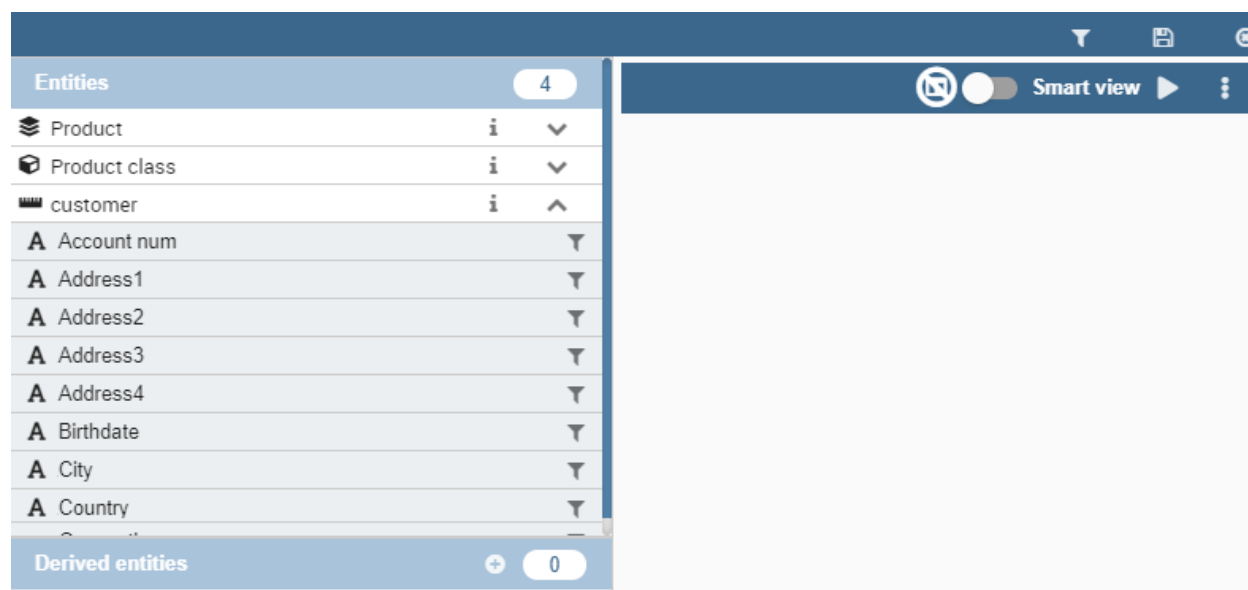 Entities 4
Smart view
Product
Product class
customer
Account num
Address1
Address2
Address3
Address4
Birthdate
City
Country
Derived entities 0